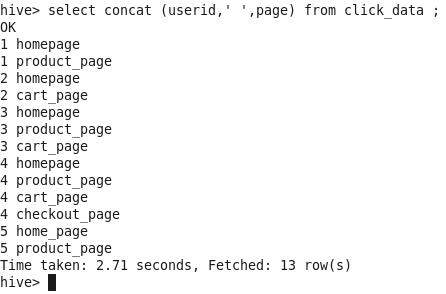 hive> select concat (userid,' ',page) from click_data ;
OK
1 homepage
1 product_page
2 homepage
2 cart_page
3 homepage
3 product_page
3 cart_page
4 homepage
4 product_page
4 cart_page
4 checkout_page
5 home_page
5 product_page
Time taken: 2.71 seconds, Fetched: 13 row(s)
hive>